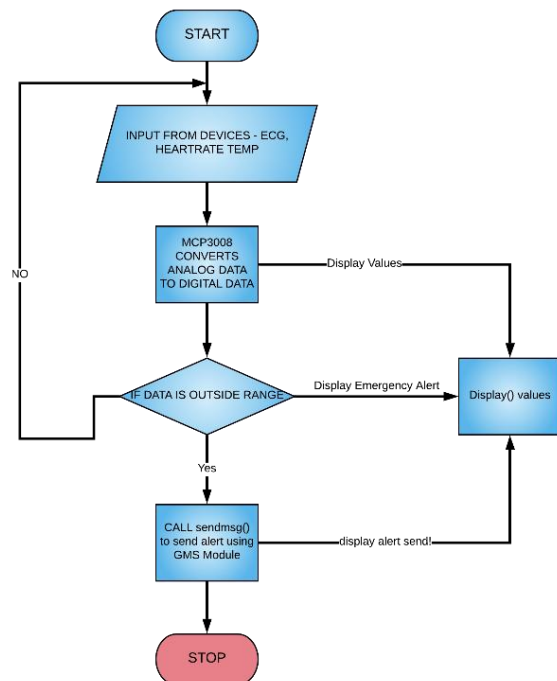 START
INPUT FROM DEVICES - ECG,
HEARTRATE TEMP
MCP3008
CONVERTS
ANALOG DATA
TO DIGITAL DATA
Display Values
NO
IF DATA IS OUTSIDE RANGE
Display Emergency Alert
Display() values
Yes
CALL sendmsg()
to send alert using
GMS Module
display alert send!
STOP